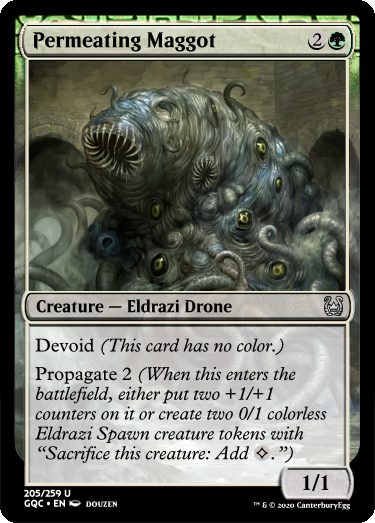 Permeating Maggot 2
Creature — Eldrazi Drone
Devoid (This card has no color.)
Propagate 2 (When this enters the
battlefield, either put two +1/+1
counters on it or create two 0/1 colorless
Eldrazi Spawn creature tokens with
“Sacrifice this creature: Add .”)
1/1
205/259 U
GQC • EN DOUZEN
™ & © 2020 CanterburyEgg